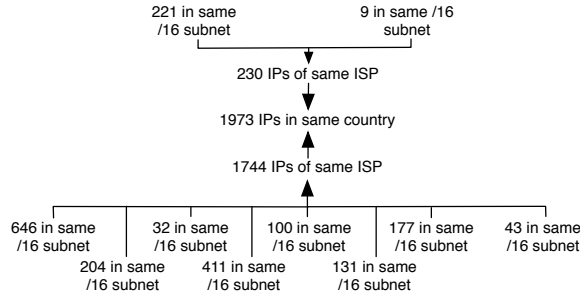 221 in same
/16 subnet
9 in same /16
subnet
230 IPs of same ISP
1973 IPs in same country
1744 IPs of same ISP
646 in same
/16 subnet
32 in same
/16 subnet
100 in same
/16 subnet
177 in same
/16 subnet
43 in same
/16 subnet
204 in same
/16 subnet
411 in same
/16 subnet
131 in same
/16 subnet